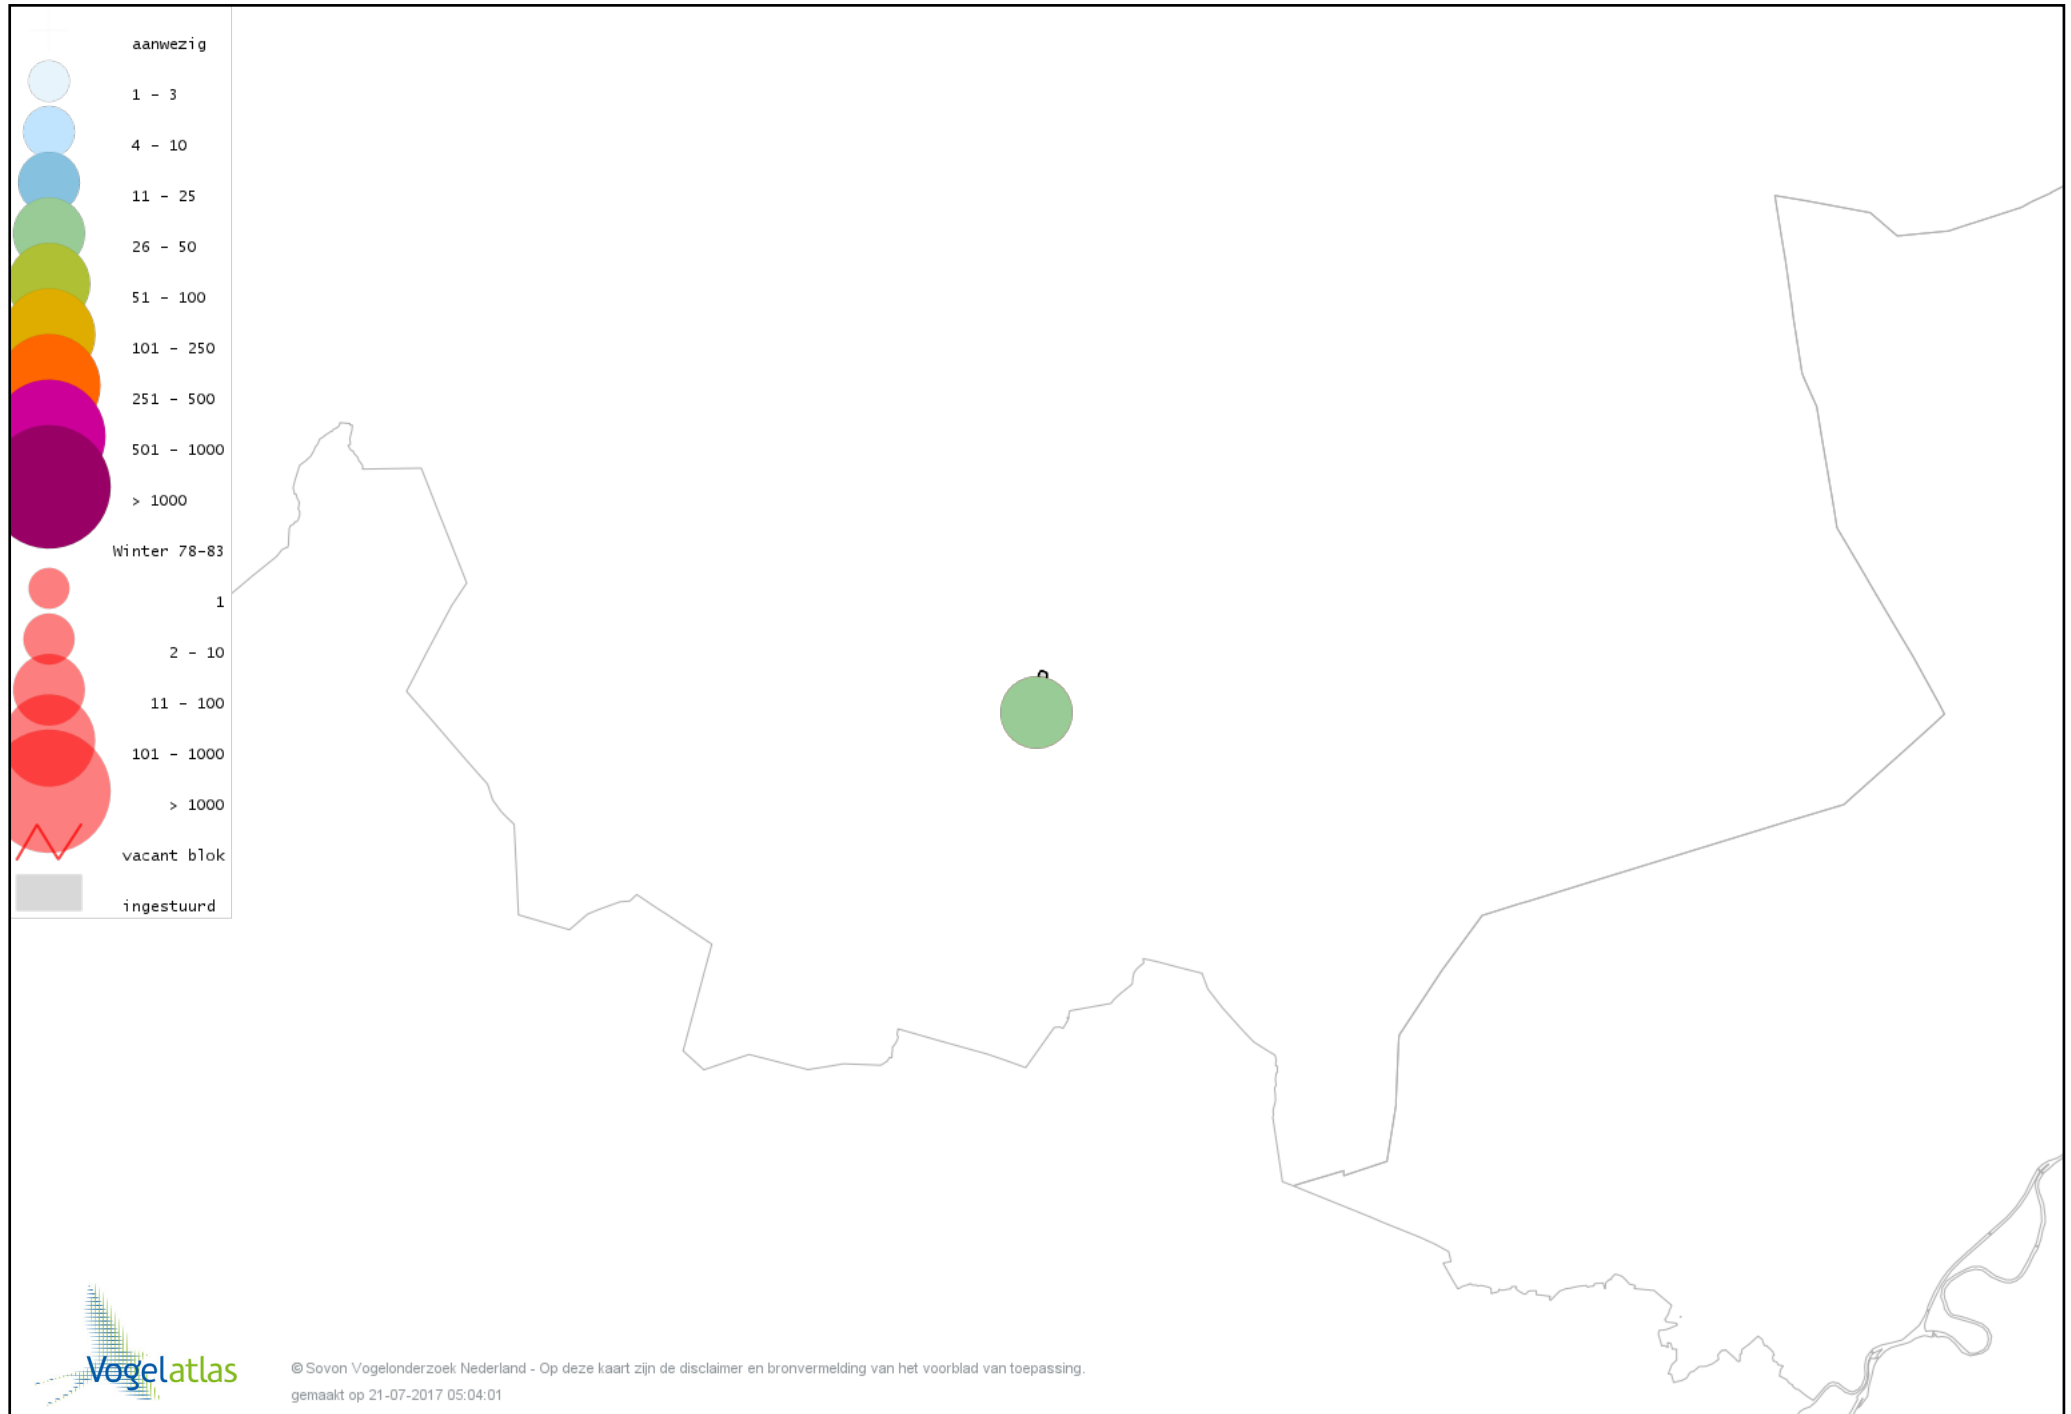 aanwezig
1 - 3
4 - 10
11 - 25
26 - 50
51 - 100
101 - 250
251 - 500
501 - 1000
> 1000
Winter 78-83
1
2 - 10
11 - 100
101 - 1000
> 1000
vacant blok
ingestuurd
Vogelatlas
© Sovon Vogelonderzoek Nederland - Op deze kaart zijn de disclaimer en bronvermelding van het voorblad van toepassing.
gemaakt op 21-07-2017 05:04:01